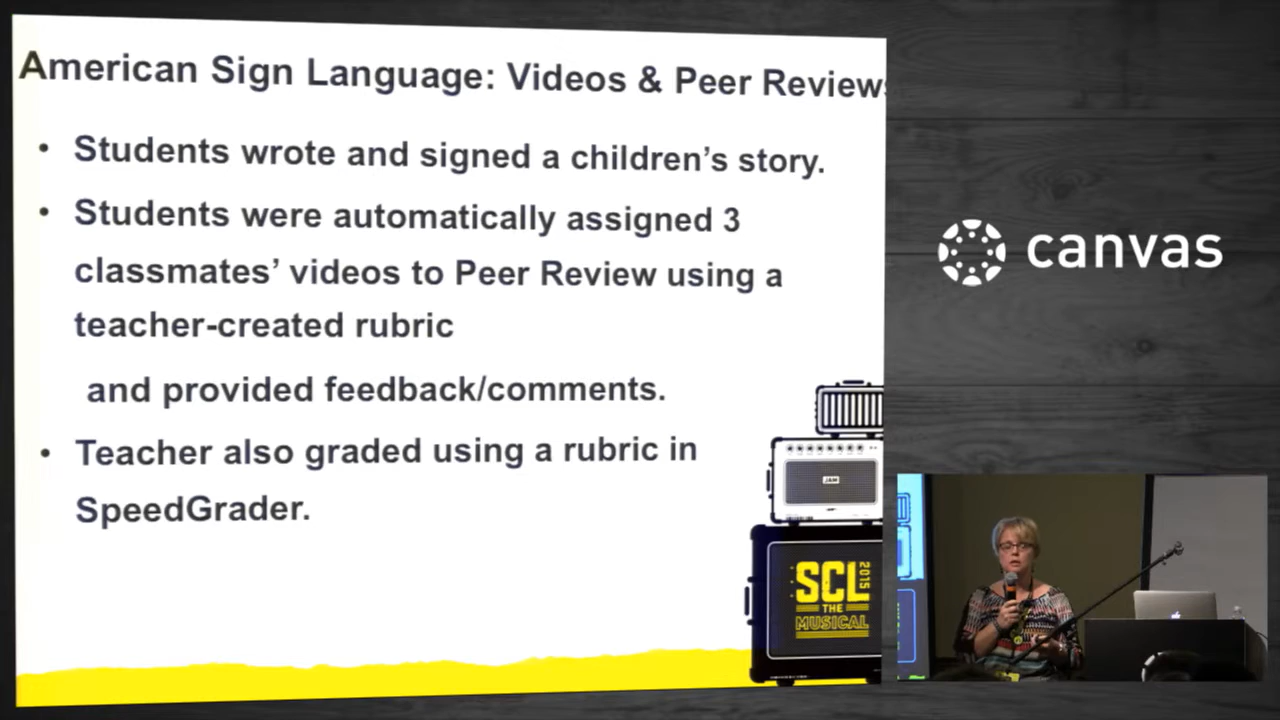 American Sign Language: Videos & Peer Reviews
• Students wrote and signed a children’s story.
• Students were automatically assigned 3
classmates’ videos to Peer Review using a
teacher-created rubric
and provided feedback/comments.
• Teacher also graded using a rubric in
SpeedGrader.
JAM
SCL
2015
THE
MUSICAL
canvas